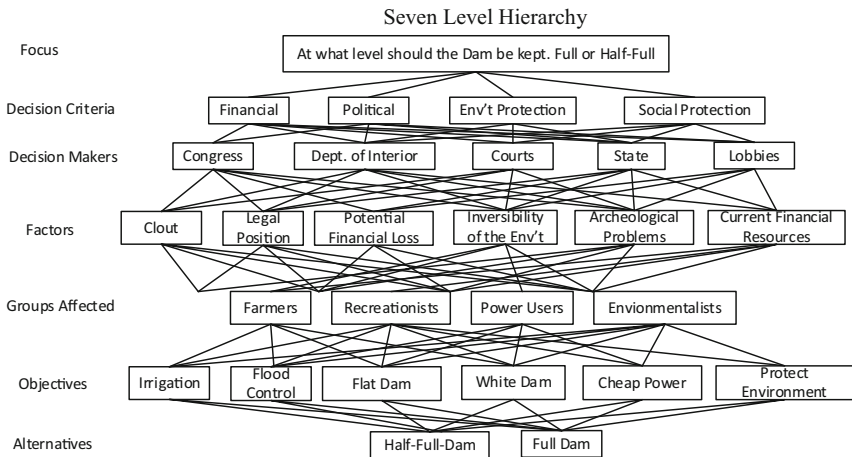 Seven Level Hierarchy
Focus
At what level should the Dam be kept. Full or Half-Full
Decision Criteria
Financial
Political
Env't Protection
Social Protection
Decision Makers
Congress
Dept. of Interior
Courts
State
Lobbies
Factors
Clout
Legal
Position
Potential
Financial Loss
Inversibility
of the Env't
Archeological
Problems
Current Financial
Resources
Groups Affected
Farmers
Recreationists
Power Users
Envionmentalists
Objectives
Irrigation
Flood
Control
Flat Dam
White Dam
Cheap Power
Protect
Environment
Alternatives
Half-Full-Dam
Full Dam